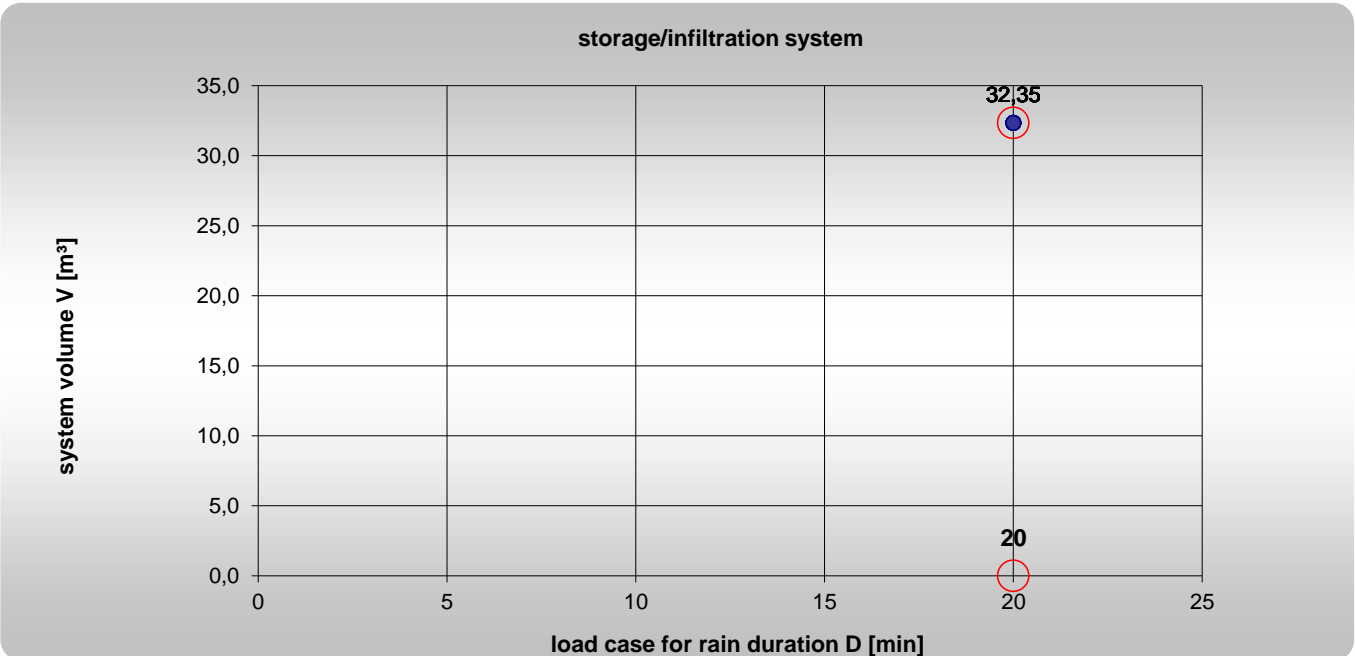 storage/infiltration system
35,0
32,35
30,0
25,0
20,0
15,0
10,0
5,0
20
0,0
0 5 10 15 20 25
system volume V [m³]
load case for rain duration D [min]